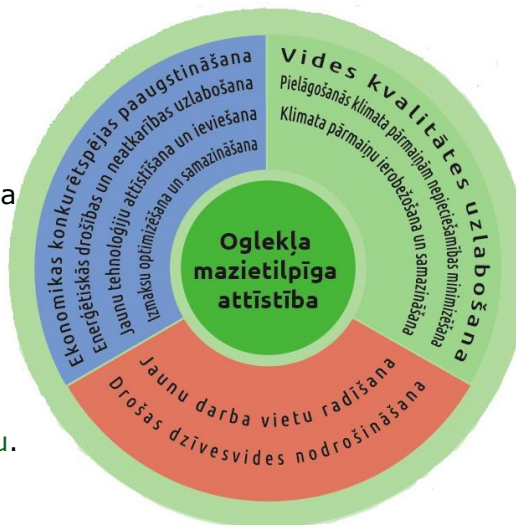 Ekonomikas konkurētspējas paaugstināšana
Enerģētiskās drošības un neatkarības uzlabošana
Jaunu tehnoloģiju attīstīšana un ieviešana
Izmaksu optimizēšana un samazināšana
Vides kvalitātes uzlabošana
Pielāgošanās klimata pārmaiņām nepieciešamības minimizēšana
Klimata pārmaiņu ierobežošana un samazināšana
a
Oglekļa
mazietilpīga
attīstība
Jaunu darba vietu radīšana
Drošas dzīvesvides nodrošināšana
u.